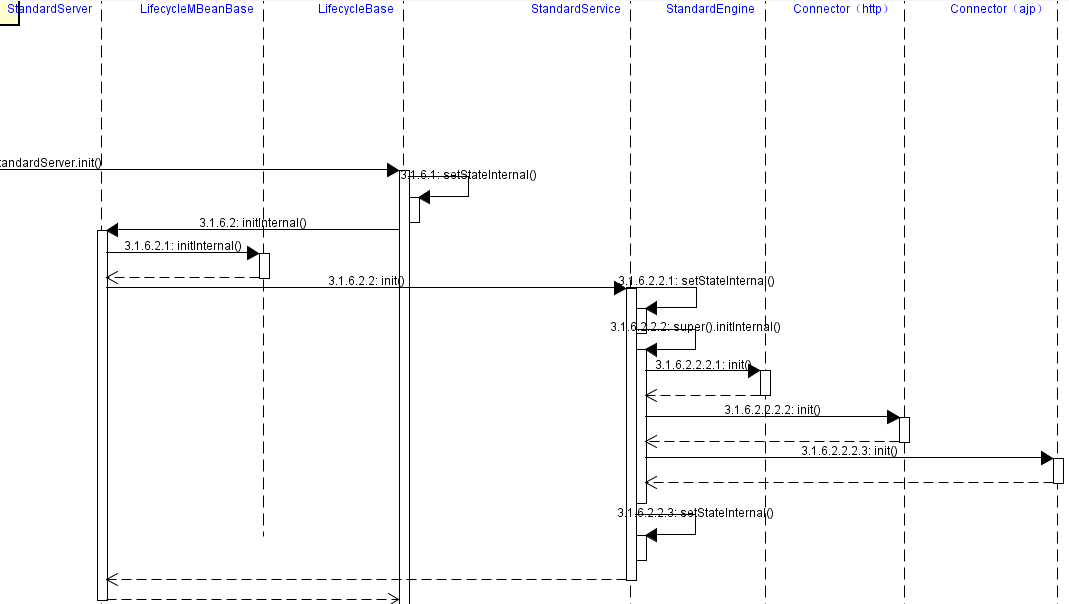 StandardServer
LifecycleMBeanBase
LifecycleBase
StandardService
StandardEngine
Connector（http）
Connector（ajp）
tandardServer.init()
3.1.6.1: setStateInternal()
3.1.6.2: initInternal()
3.1.6.2.1: initInternal()
3.1.6.2.2: init()
3.1.6.2.2.1: setStateInternal()
3.1.6.2.2.2: super().initInternal()
3.1.6.2.2.2.1: init()
3.1.6.2.2.2.2: init()
3.1.6.2.2.2.3: init()
3.1.6.2.2.3: setStateInternal()